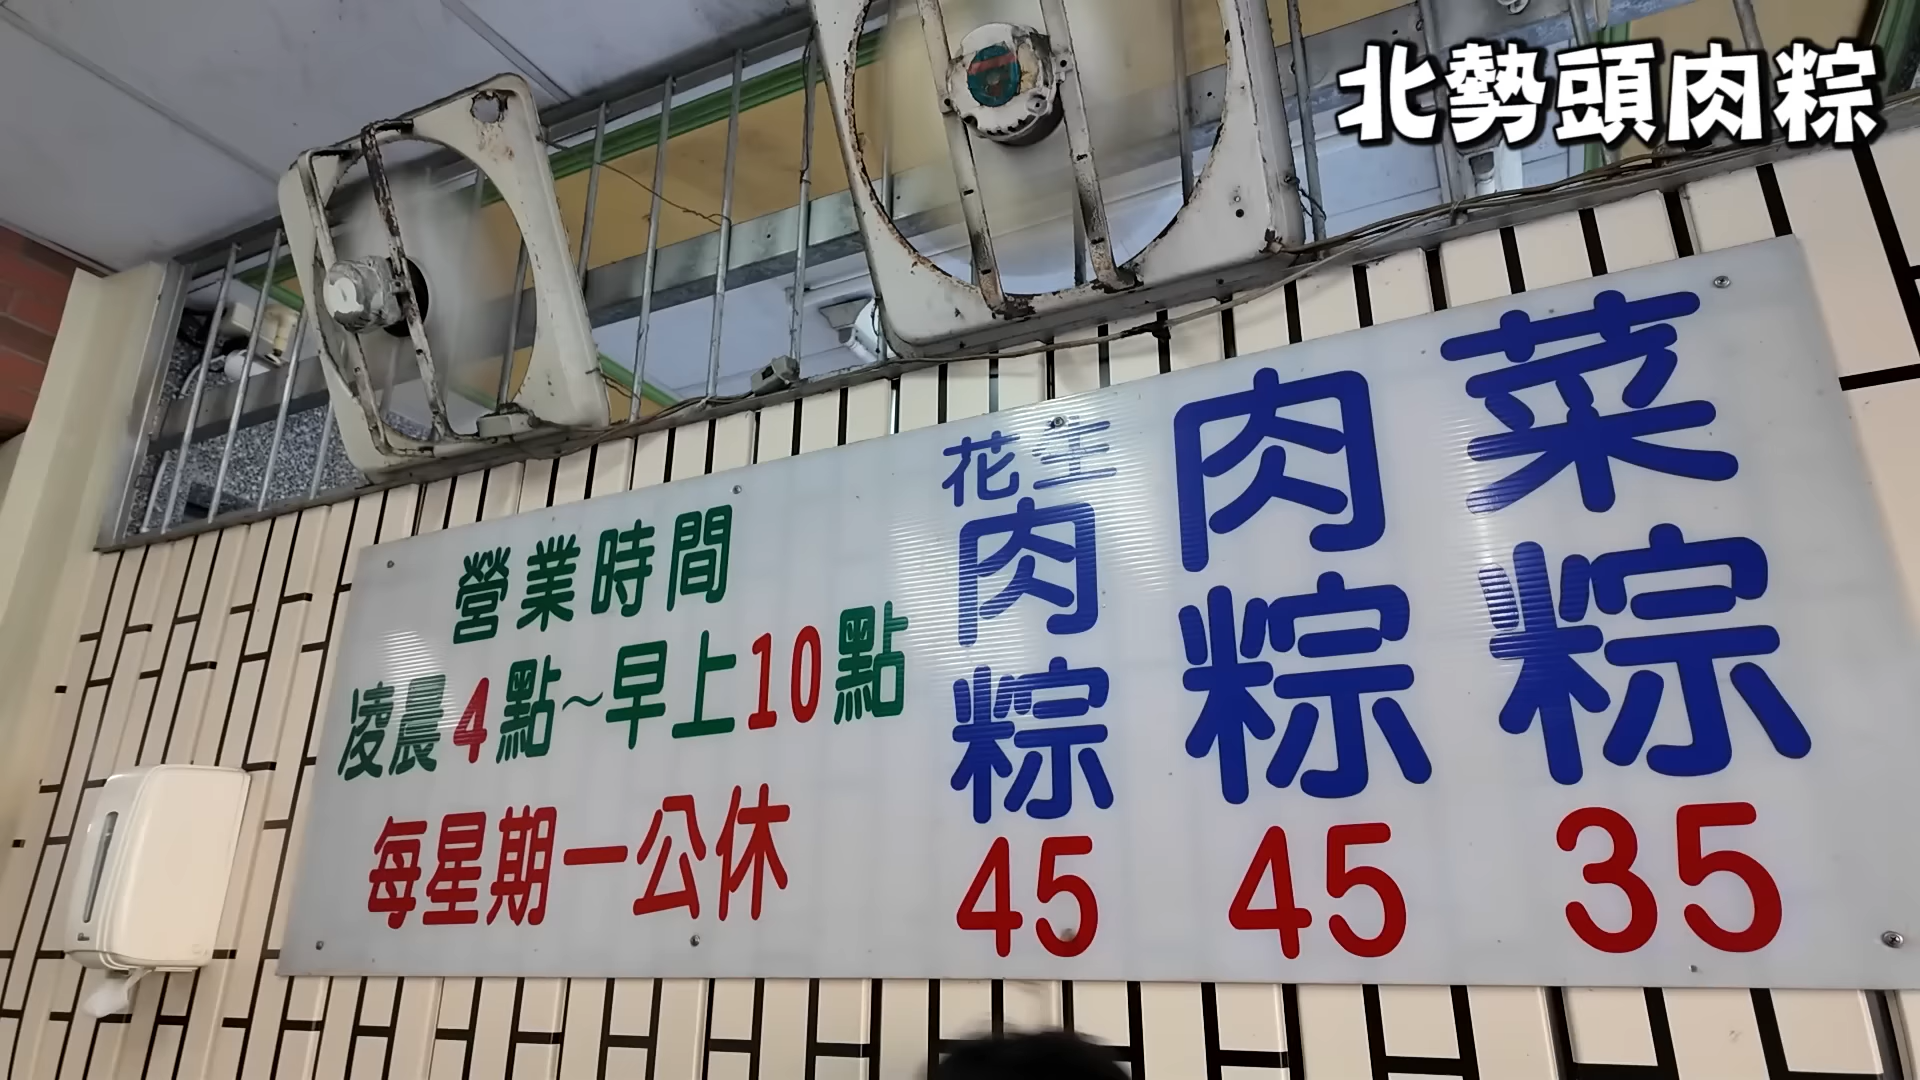 北勢頭肉粽
菜粽
35
肉粽
45
花生
肉粽
45
營業時間
凌晨4點~早上10點
每星期一公休